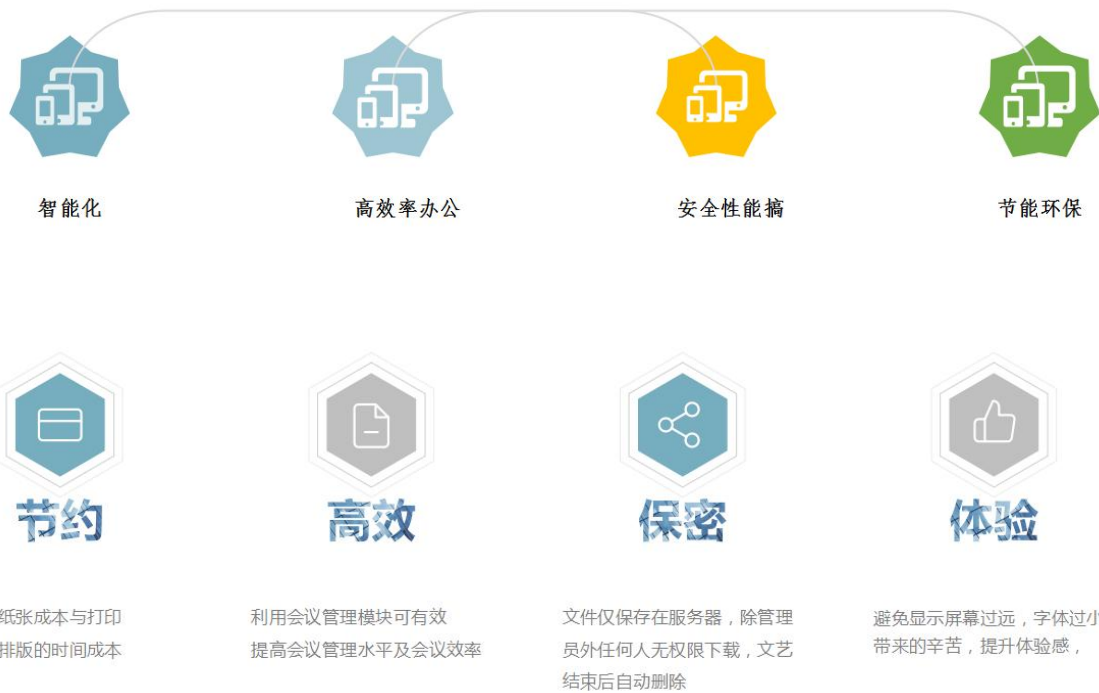 智能化
高效率办公
安全性能搞
节能环保
节约
高效
保密
体验
纸张成本与打印
排版的时间成本
利用会议管理模块可有效
提高会议管理水平及会议效率
文件仅保存在服务器，除管理
员外任何人无权限下载，文艺
结束后自动删除
避免显示屏幕过远，字体过小
带来的辛苦，提升体验感，